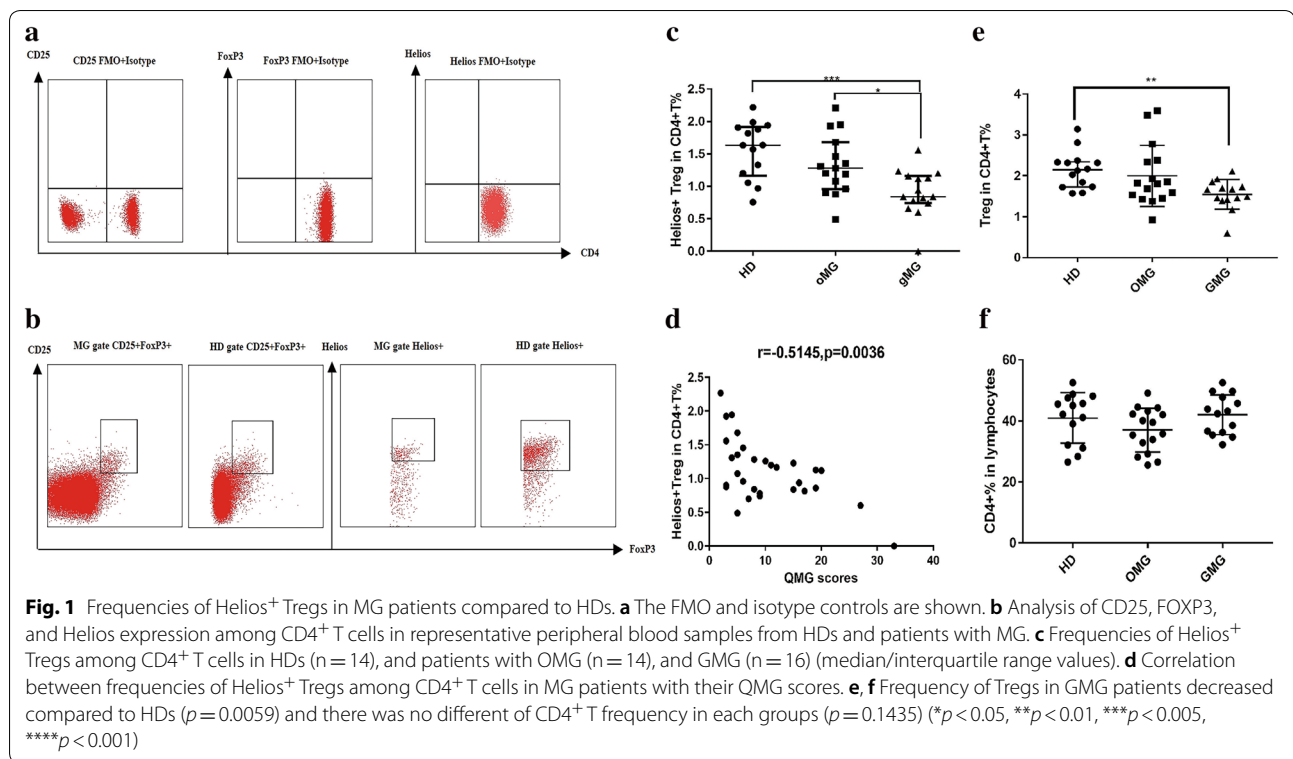 a
CD25
CD25 FMO+Isotype
FoxP3
FoxP3 FMO+Isotype
Helios
Helios FMO+Isotype
CD4
b
CD25
MG gate CD25+FoxP3+
HD gate CD25+FoxP3+
Helios
MG gate Helios+
HD gate Helios+
FoxP3
c
Helios+ Treg in CD4+T%
2.5
2.0
1.5
1.0
0.5
0.0
***
*
HD
oMG
gMG
d
r=-0.5145,p=0.0036
Helios+Treg in CD4+T%
2.5
2.0
1.5
1.0
0.5
0.0
0
10
20
30
40
QMG scores
e
Treg in CD4+T%
4
3
2
1
0
**
HD
OMG
GMG
f
CD4+% in lymphocytes
60
40
20
0
HD
OMG
GMG
Fig. 1 Frequencies of Helios+ Tregs in MG patients compared to HDs. a The FMO and isotype controls are shown. b Analysis of CD25, FOXP3,
and Helios expression among CD4+ T cells in representative peripheral blood samples from HDs and patients with MG. c Frequencies of Helios+
Tregs among CD4+ T cells in HDs (n = 14), and patients with OMG (n = 14), and GMG (n = 16) (median/interquartile range values). d Correlation
between frequencies of Helios+ Tregs among CD4+ T cells in MG patients with their QMG scores. e, f Frequency of Tregs in GMG patients decreased
compared to HDs (p = 0.0059) and there was no different of CD4+ T frequency in each groups (p = 0.1435) (*p < 0.05, **p < 0.01, ***p < 0.005,
****p < 0.001)